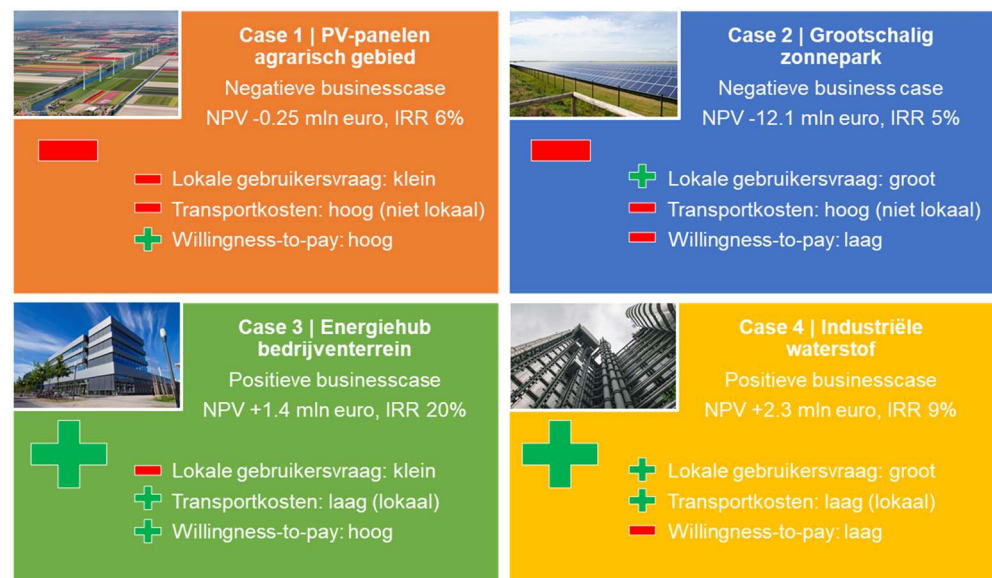 Case 1 | PV-panelen
agrarisch gebied
Negatieve businesscase
NPV -0.25 mln euro, IRR 6%
Lokale gebruikersvraag: klein
Transportkosten: hoog (niet lokaal)
Willingness-to-pay: hoog
Case 2 | Grootschalig
zonnepark
Negatieve business case
NPV -12.1 mln euro, IRR 5%
Lokale gebruikersvraag: groot
Transportkosten: hoog (niet lokaal)
Willingness-to-pay: laag
Case 3 | Energiehub
bedrijventerrein
Positieve businesscase
NPV +1.4 mln euro, IRR 20%
Lokale gebruikersvraag: klein
Transportkosten: laag (lokaal)
Willingness-to-pay: hoog
Case 4 | Industriële
waterstof
Positieve businesscase
NPV +2.3 mln euro, IRR 9%
Lokale gebruikersvraag: groot
Transportkosten: laag (lokaal)
Willingness-to-pay: laag